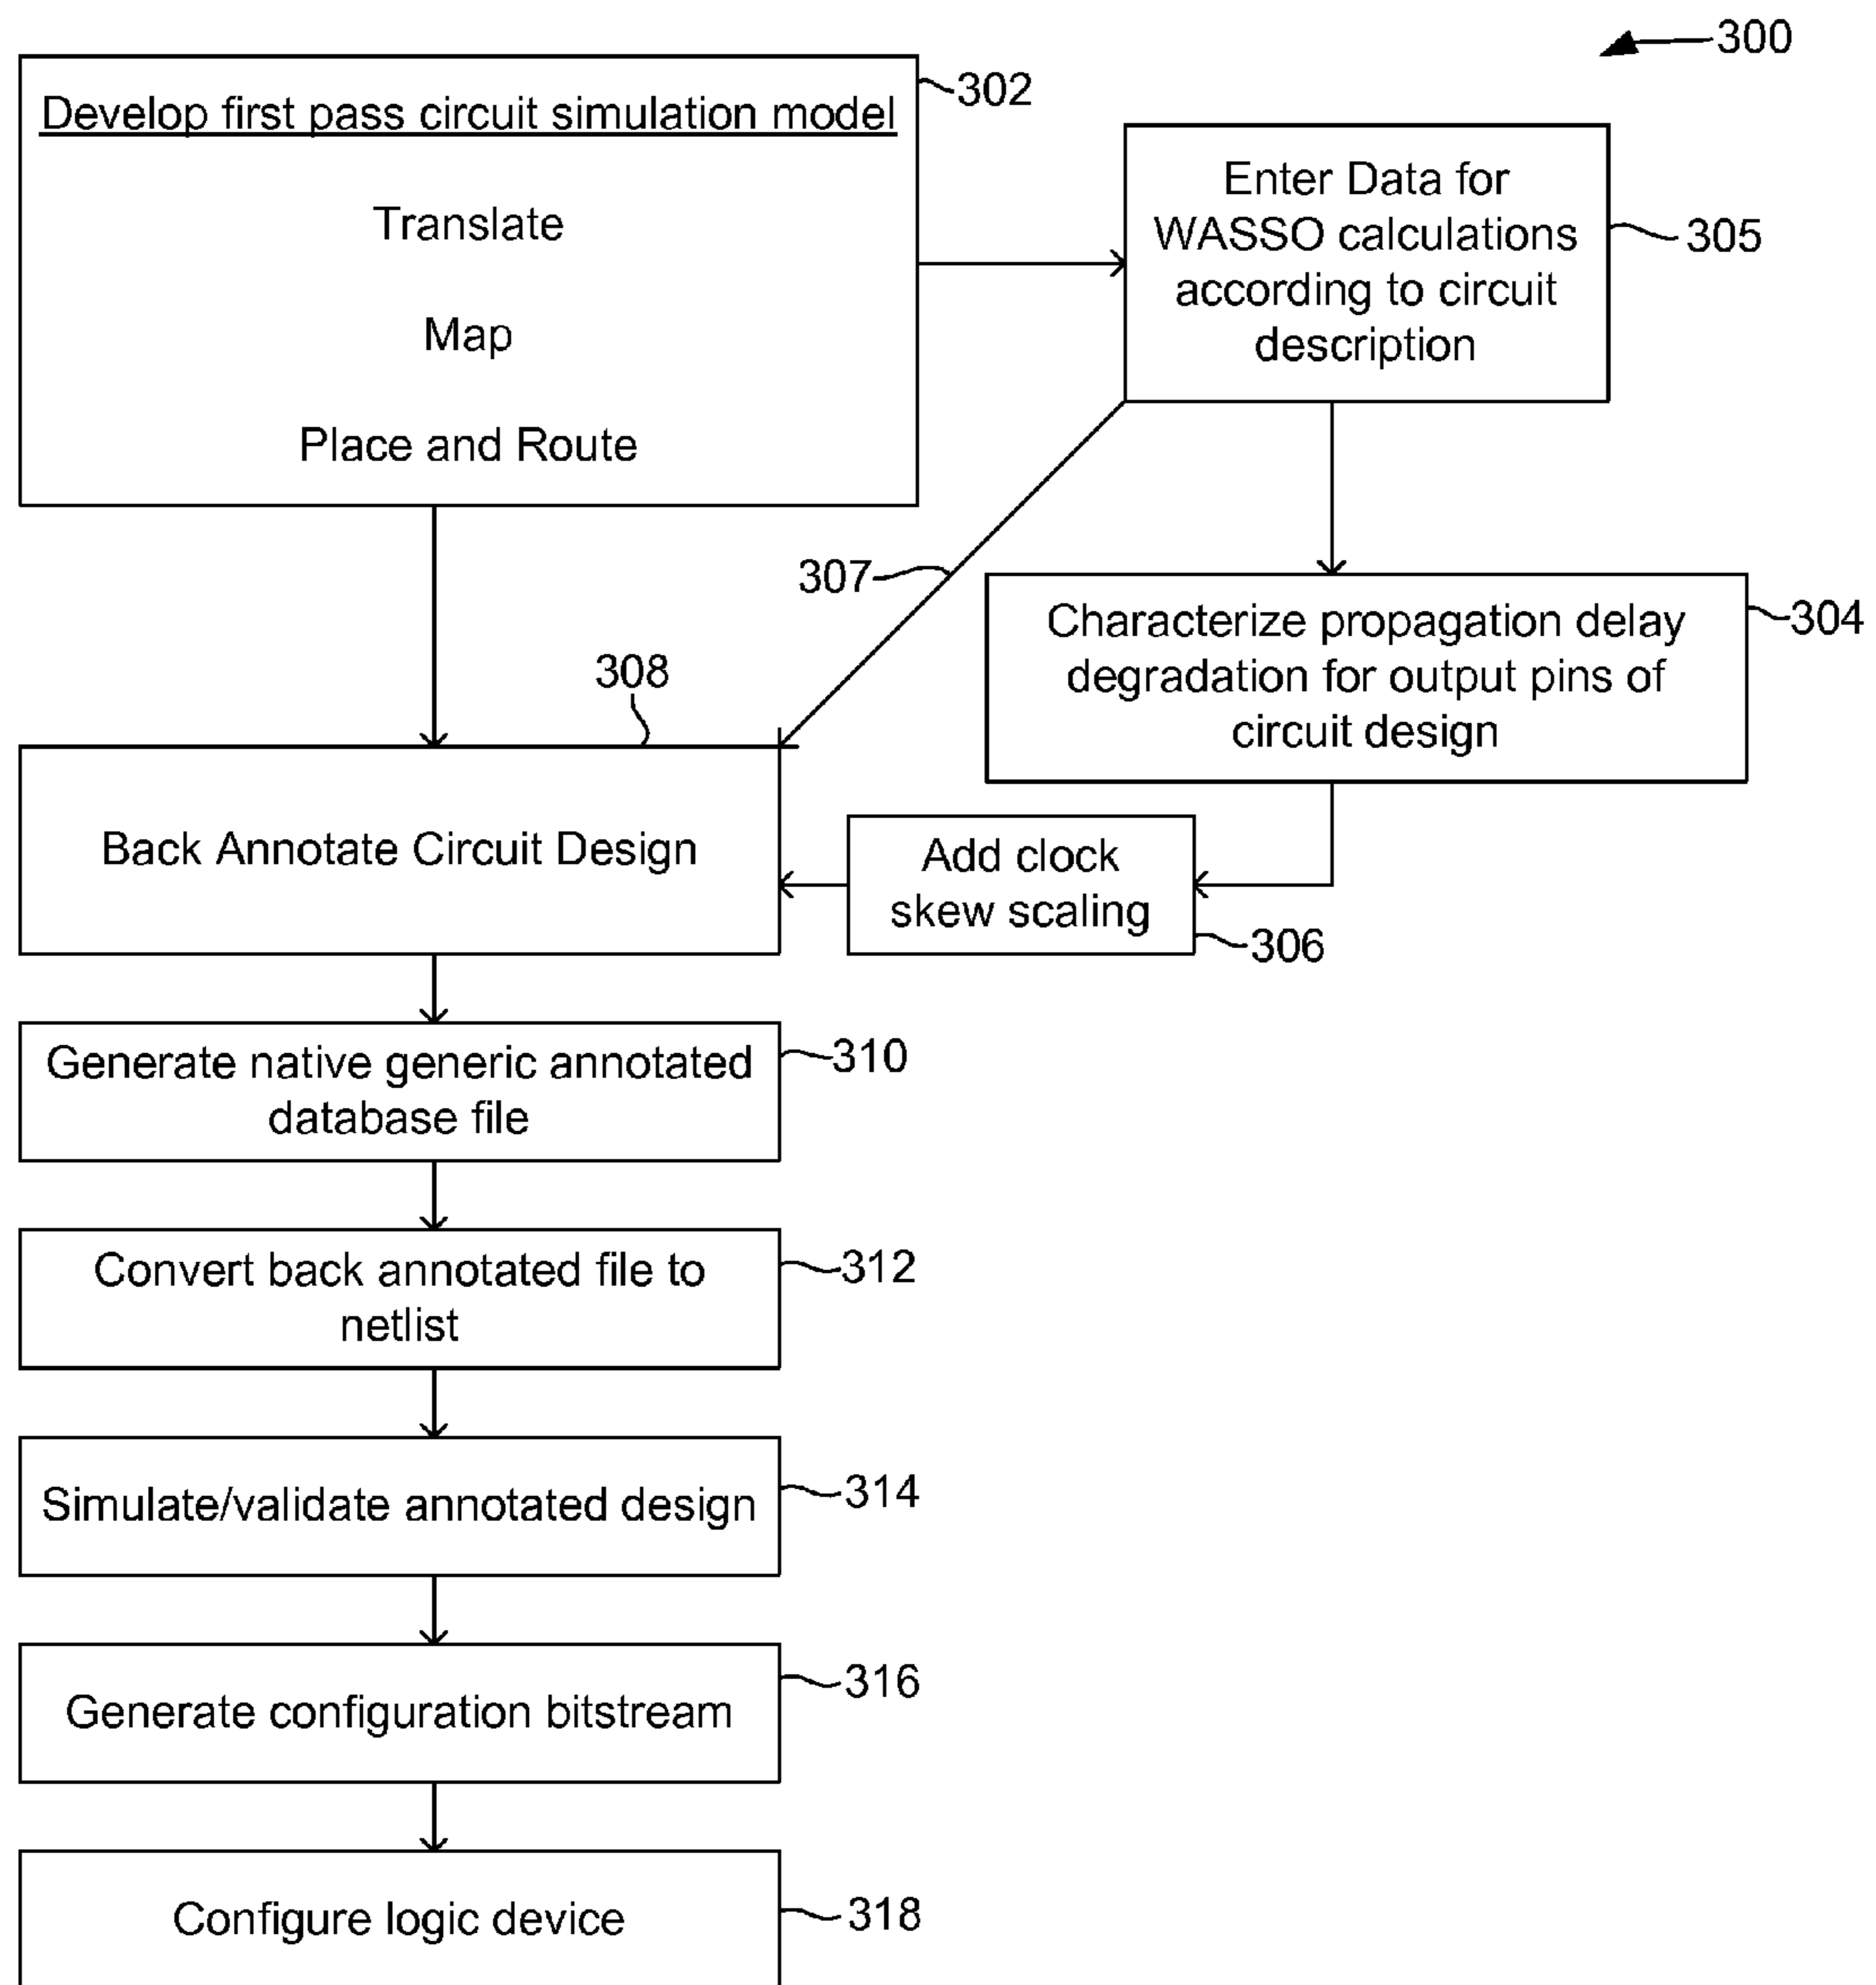 300
Develop first pass circuit simulation model
Translate
Map
Place and Route
302
Enter Data for
WASSO calculations
according to circuit
description
305
307
Characterize propagation delay
degradation for output pins of
circuit design
304
308
Back Annotate Circuit Design
Add clock
skew scaling
306
Generate native generic annotated
database file
310
Convert back annotated file to
netlist
312
Simulate/validate annotated design
314
Generate configuration bitstream
316
Configure logic device
318